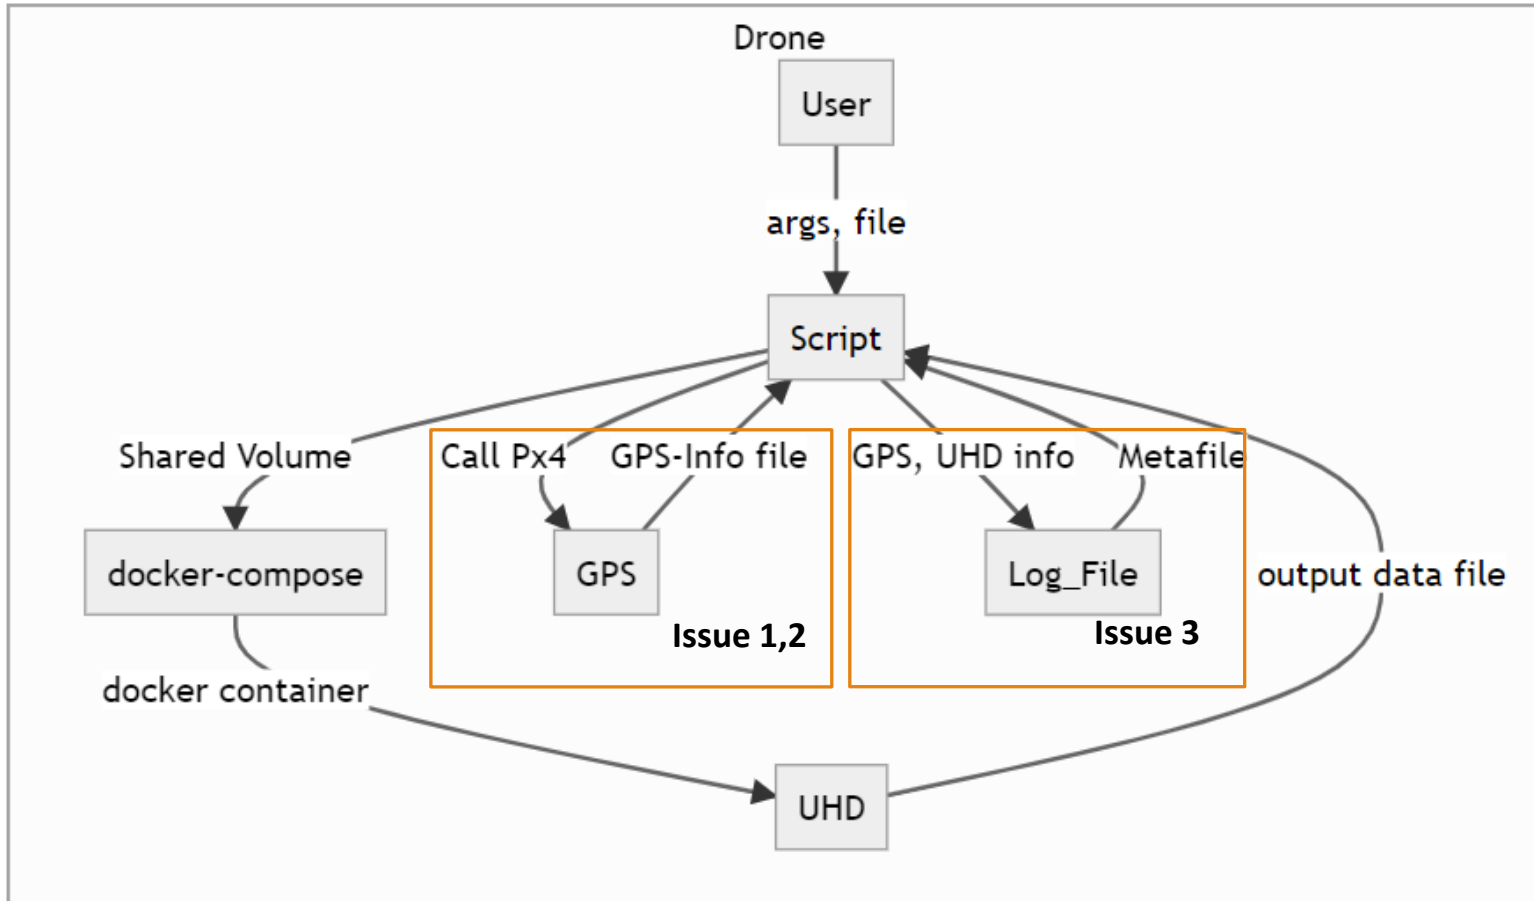 Drone
User
args, file
Script
Shared Volume
Call Px4
GPS-Info file
GPS, UHD info
Metafile
docker-compose
GPS
Log_File
output data file
Issue 1,2
Issue 3
docker container
UHD